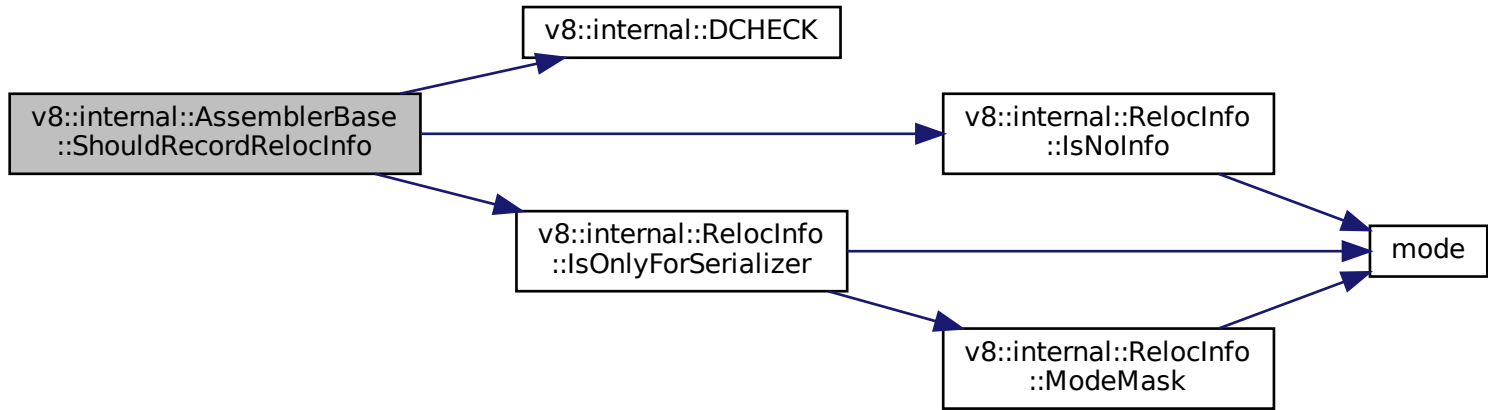 v8::internal::DCHECK
v8::internal::AssemblerBase
::ShouldRecordRelocInfo
v8::internal::RelocInfo
::IsNoInfo
v8::internal::RelocInfo
::IsOnlyForSerializer
mode
v8::internal::RelocInfo
::ModeMask